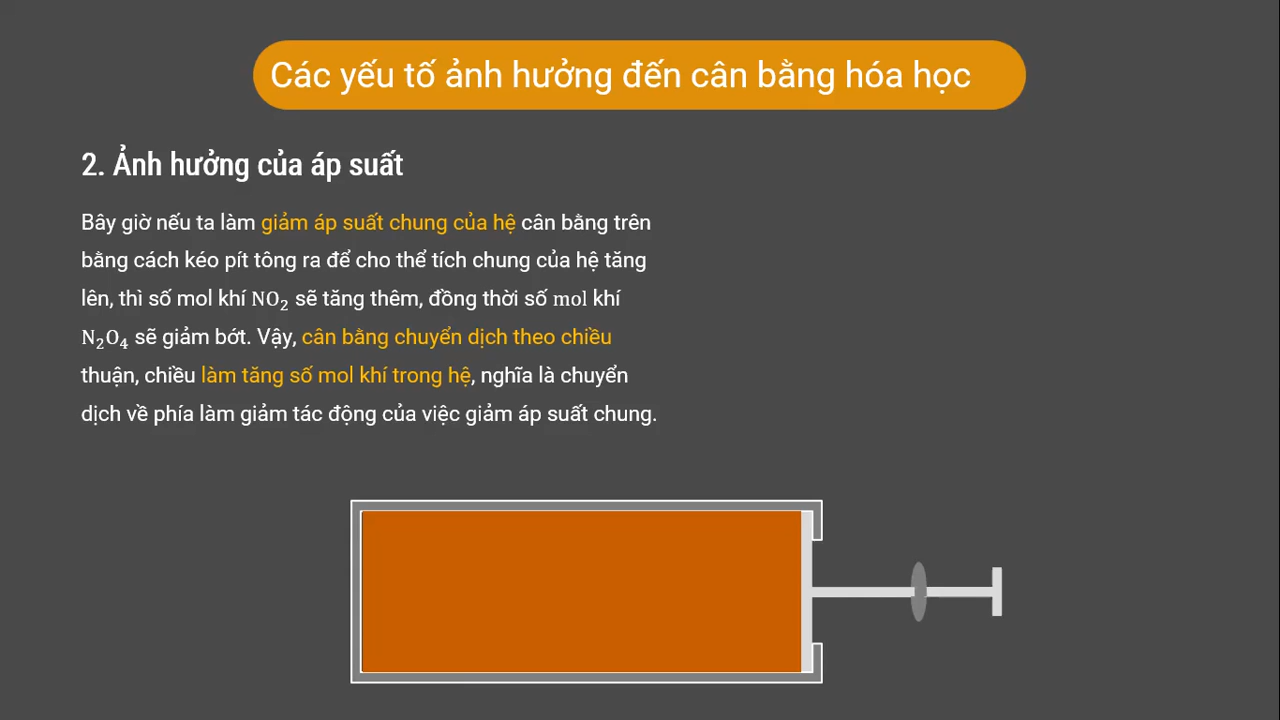 Các yếu tố ảnh hưởng đến cân bằng hóa học
2. Ảnh hưởng của áp suất
Bây giờ nếu ta làm giảm áp suất chung của hệ cân bằng trên
bằng cách kéo pít tông ra để cho thể tích chung của hệ tăng
lên, thì số mol khí NO₂ sẽ tăng thêm, đồng thời số mol khí
N₂O₄ sẽ giảm bớt. Vậy, cân bằng chuyển dịch theo chiều
thuận, chiều làm tăng số mol khí trong hệ, nghĩa là chuyển
dịch về phía làm giảm tác động của việc giảm áp suất chung.